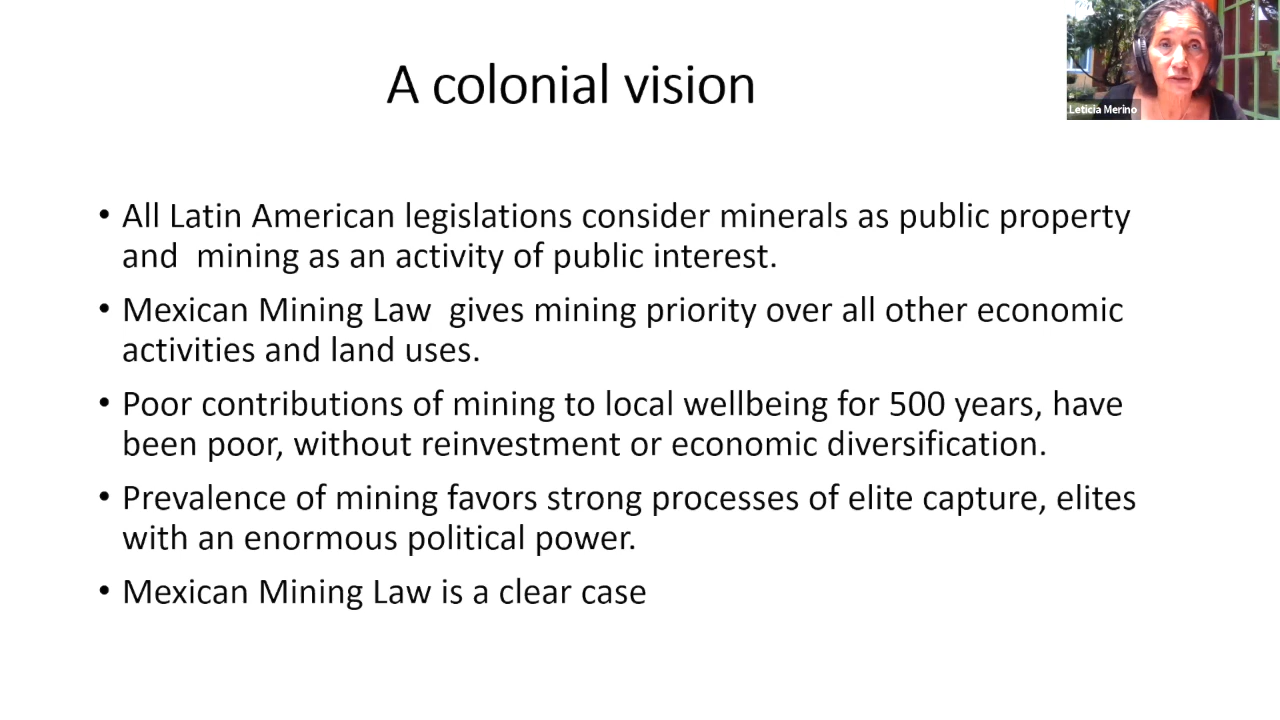 A colonial vision
Leticia Merino
• All Latin American legislations consider minerals as public property
and  mining as an activity of public interest.
• Mexican Mining Law  gives mining priority over all other economic
activities and land uses.
• Poor contributions of mining to local wellbeing for 500 years, have
been poor, without reinvestment or economic diversification.
• Prevalence of mining favors strong processes of elite capture, elites
with an enormous political power.
• Mexican Mining Law is a clear case